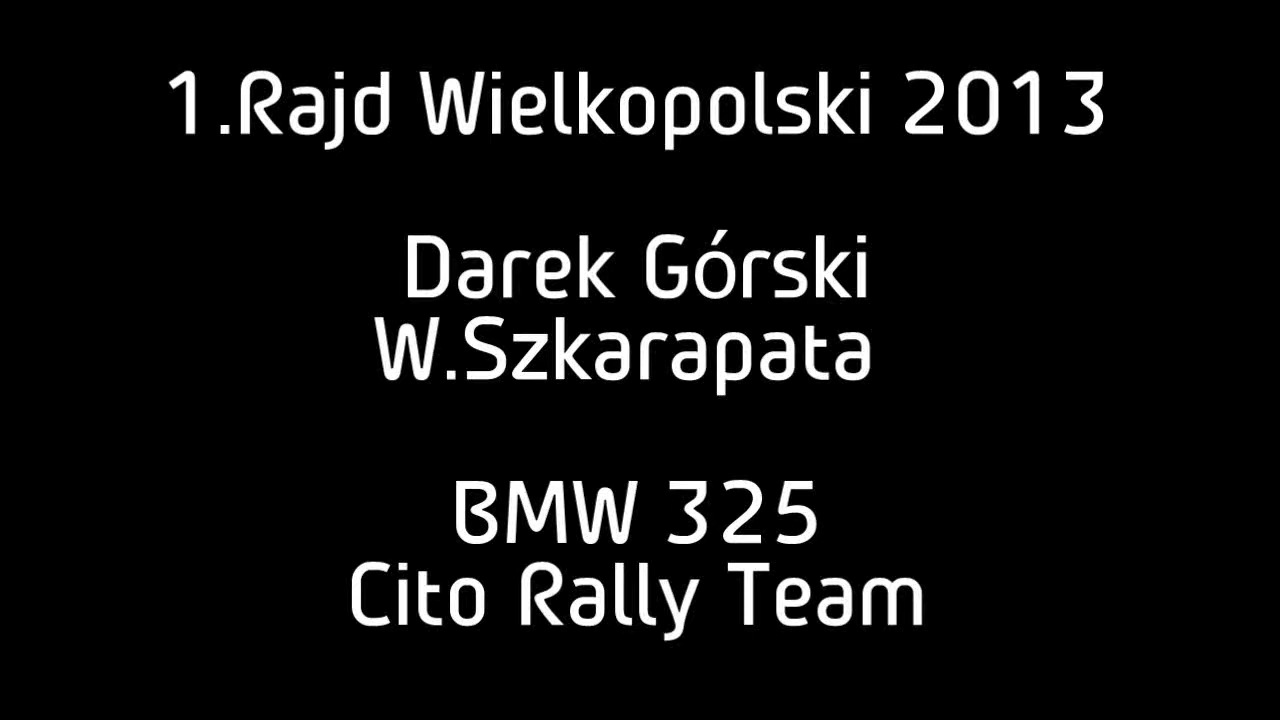 1.Rajd Wielkopolski 2013
Darek Górski
W.Szkarapata
BMW 325
Cito Rally Team